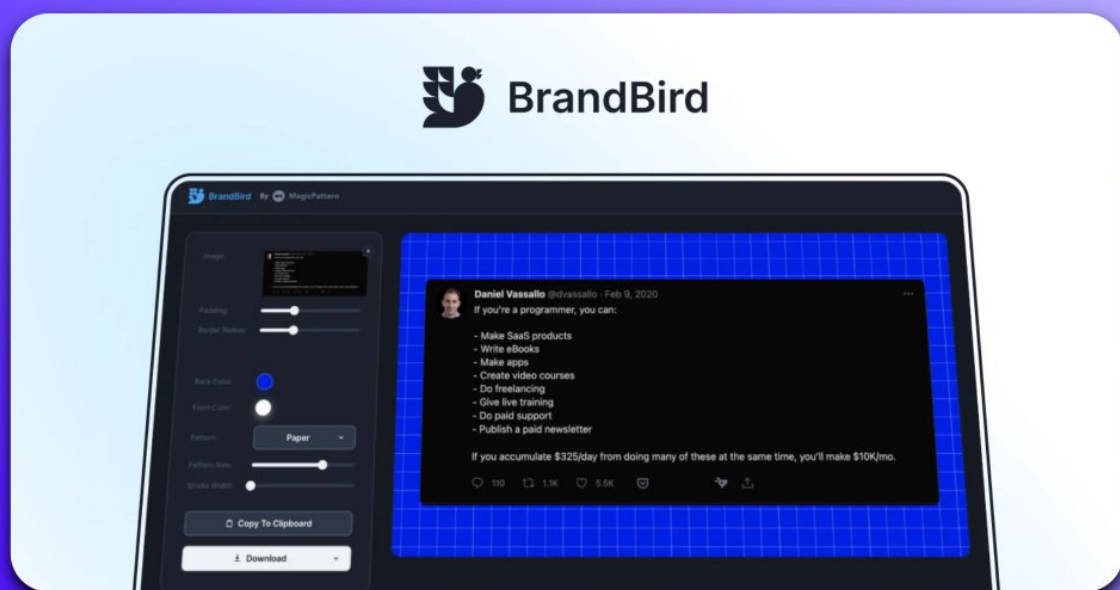 BrandBird
BrandBird By MagicPattern
Image:
Padding:
Border Radius:
Back Color:
Front Color:
Pattern: Paper
Pattern Size:
Stroke Width:
Copy To Clipboard
Download
Daniel Vassallo @dvassallo · Feb 9, 2020
If you're a programmer, you can:
- Make SaaS products
- Write eBooks
- Make apps
- Create video courses
- Do freelancing
- Give live training
- Do paid support
- Publish a paid newsletter
If you accumulate $325/day from doing many of these at the same time, you'll make $10K/mo.
110 1.1K 5.5K